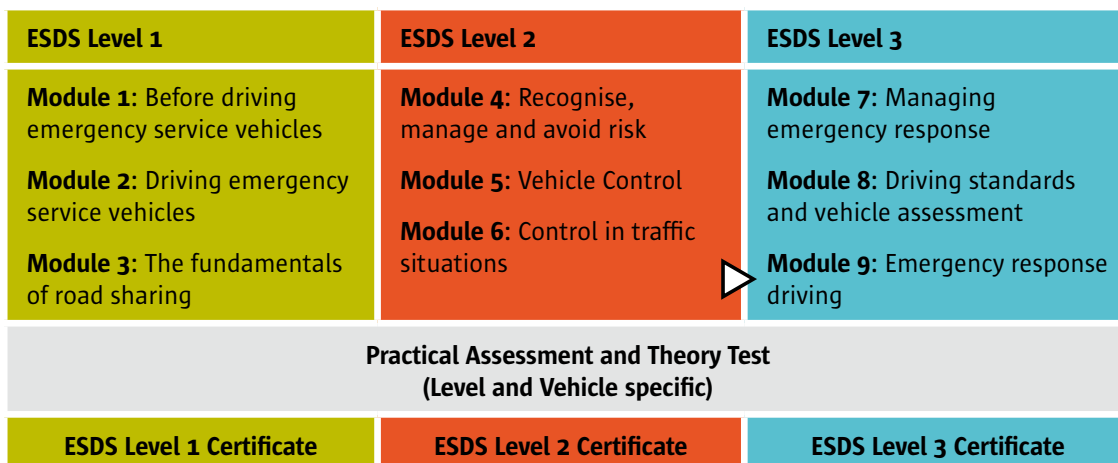 ESDS Level 1
ESDS Level 2
ESDS Level 3
Module 1: Before driving
emergency service vehicles
Module 2: Driving emergency
service vehicles
Module 3: The fundamentals
of road sharing
Module 4: Recognise,
manage and avoid risk
Module 5: Vehicle Control
Module 6: Control in traffic
situations
Module 7: Managing
emergency response
Module 8: Driving standards
and vehicle assessment
Module 9: Emergency response
driving
Practical Assessment and Theory Test
(Level and Vehicle specific)
ESDS Level 1 Certificate
ESDS Level 2 Certificate
ESDS Level 3 Certificate